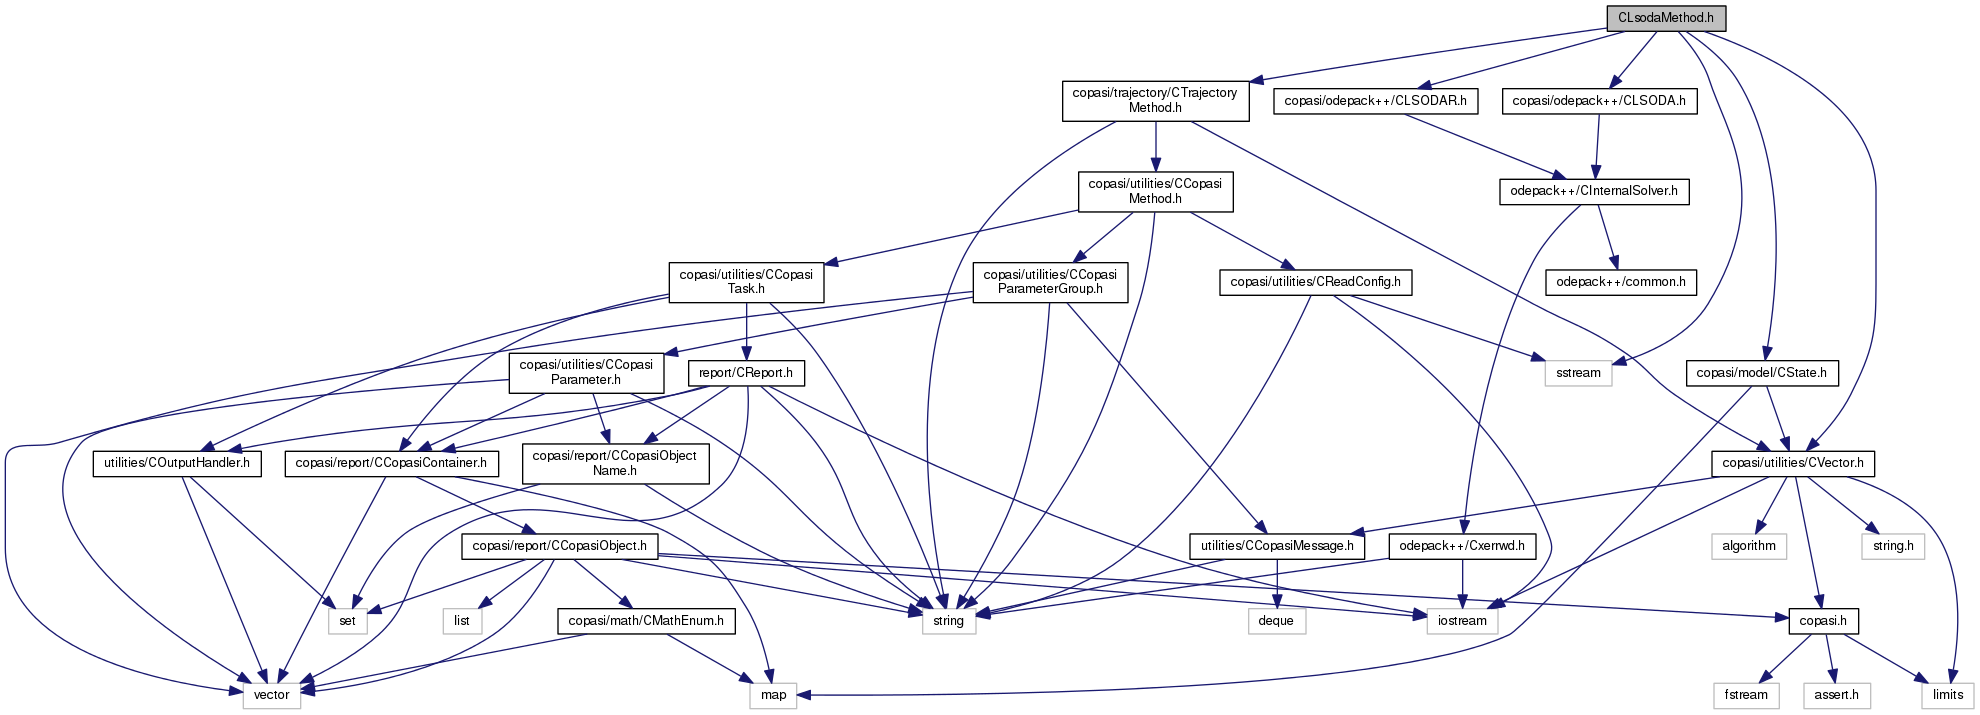 CLsodaMethod.h
copasi/trajectory/CTrajectory
Method.h
copasi/odepack++/CLSODAR.h
copasi/odepack++/CLSODA.h
copasi/utilities/CCopasi
Method.h
odepack++/CInternalSolver.h
copasi/utilities/CCopasi
Task.h
copasi/utilities/CCopasi
ParameterGroup.h
copasi/utilities/CReadConfig.h
odepack++/common.h
copasi/utilities/CCopasi
Parameter.h
report/CReport.h
sstream
copasi/model/CState.h
utilities/COutputHandler.h
copasi/report/CCopasiContainer.h
copasi/report/CCopasiObject
Name.h
copasi/utilities/CVector.h
copasi/report/CCopasiObject.h
utilities/CCopasiMessage.h
odepack++/Cxerrwd.h
algorithm
string.h
set
list
copasi/math/CMathEnum.h
string
deque
iostream
copasi.h
vector
map
fstream
assert.h
limits